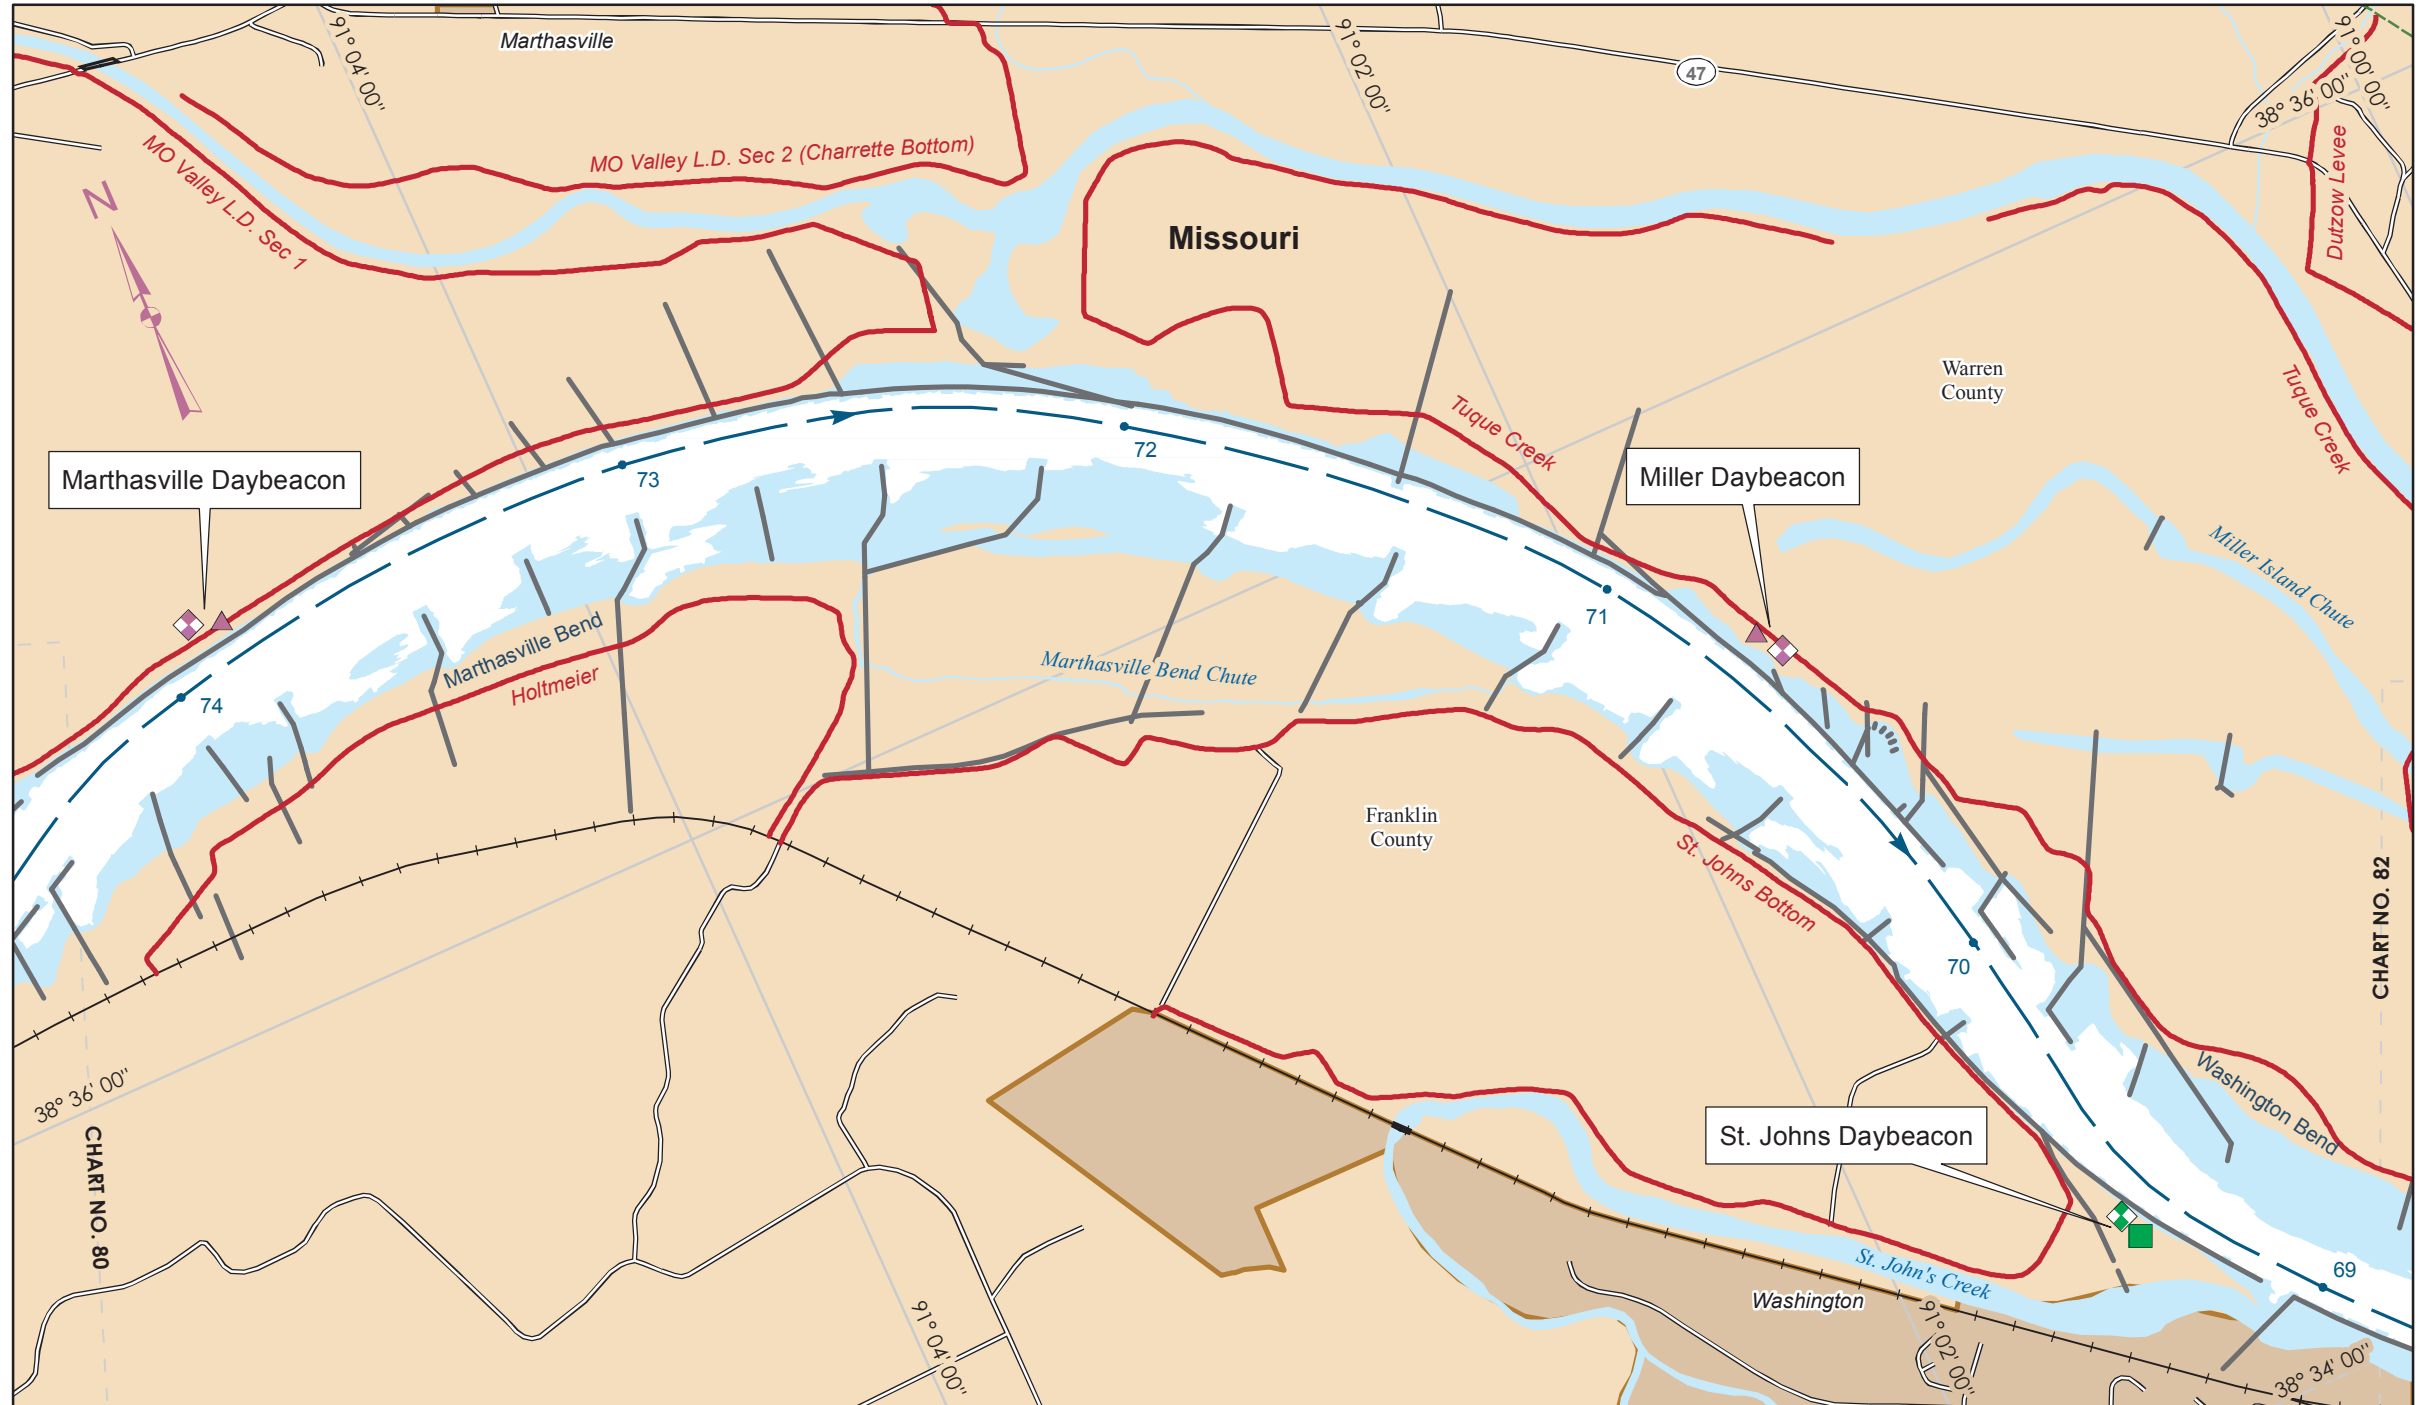 Marthasville
91° 04' 00"
91° 02' 00"
47
91° 00' 00"
38° 36' 00"
MO Valley L.D. Sec 2 (Charrette Bottom)
MO Valley L.D. Sec 1
Dutzow Levee
N
Missouri
Warren
County
Tuque Creek
Tuque Creek
72
73
Marthasville Daybeacon
Miller Daybeacon
Miller Island Chute
71
Marthasville Bend
Holtmeier
Marthasville Bend Chute
74
Franklin
County
St. Johns Bottom
CHART NO. 82
70
38° 36' 00"
Washington Bend
St. Johns Daybeacon
CHART NO. 80
St. John's Creek
69
Washington
91° 04' 00"
91° 02' 00"
38° 34' 00"